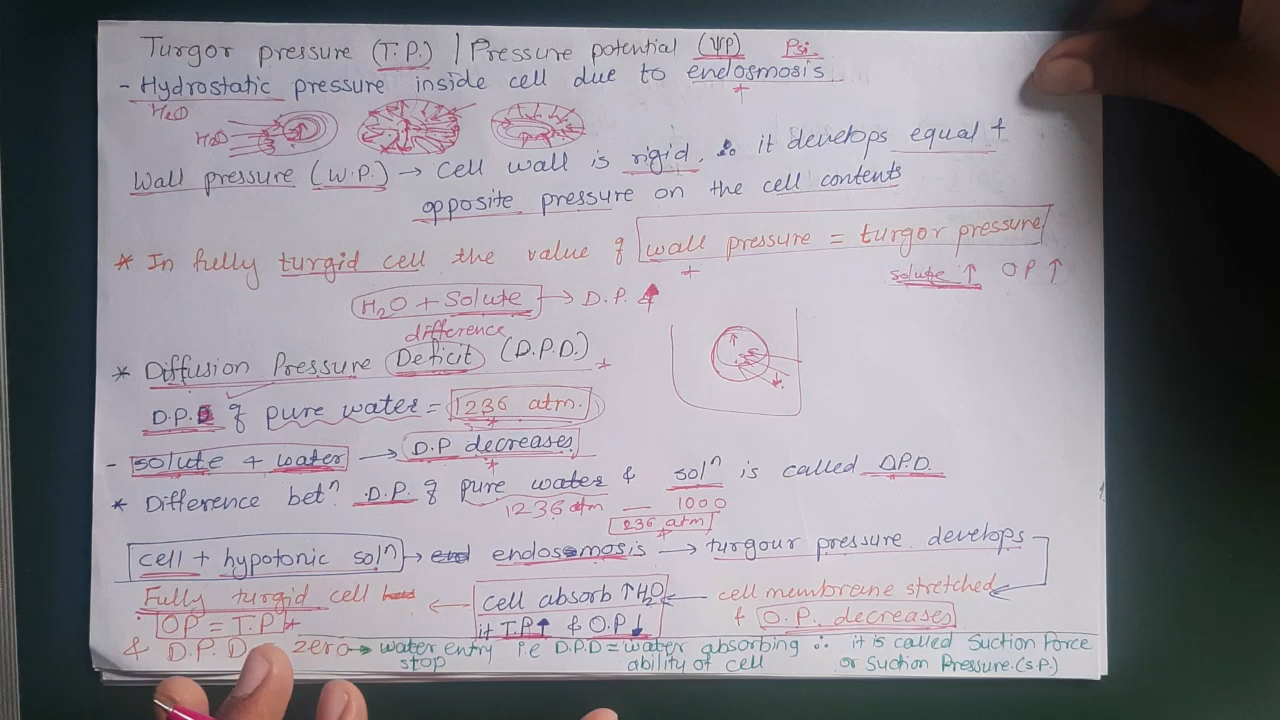 Turgor pressure (T.P.) | Pressure potential (Ψp) Psi
- Hydrostatic pressure inside cell due to endosmosis
H₂O
H₂O
Wall pressure (W.P.) → cell wall is rigid, so it develops equal +
opposite pressure on the cell contents
* In fully turgid cell the value of wall pressure = turgor pressure
solute ↑ OP ↑
H₂O + Solute → D.P. ↑
difference
* Diffusion Pressure Deficit (D.P.D.)
D.P. of pure water = 1236 atm.
- solute + water → D.P decreases
* Difference betⁿ D.P. of pure water & solⁿ is called D.P.D.
1236 atm — 1000
236 atm
cell + hypotonic solⁿ → endosmosis → turgour pressure develops
Fully turgid cell ← cell absorb ↑ H₂O ← cell membrane stretched
OP = T.P it T.P ↑ & O.P ↓ & O.P. decreases
& D.P.D zero → water entry i.e D.P.D = water absorbing ∴ it is called Suction Force
stop ability of cell or Suction Pressure. (S.P.)